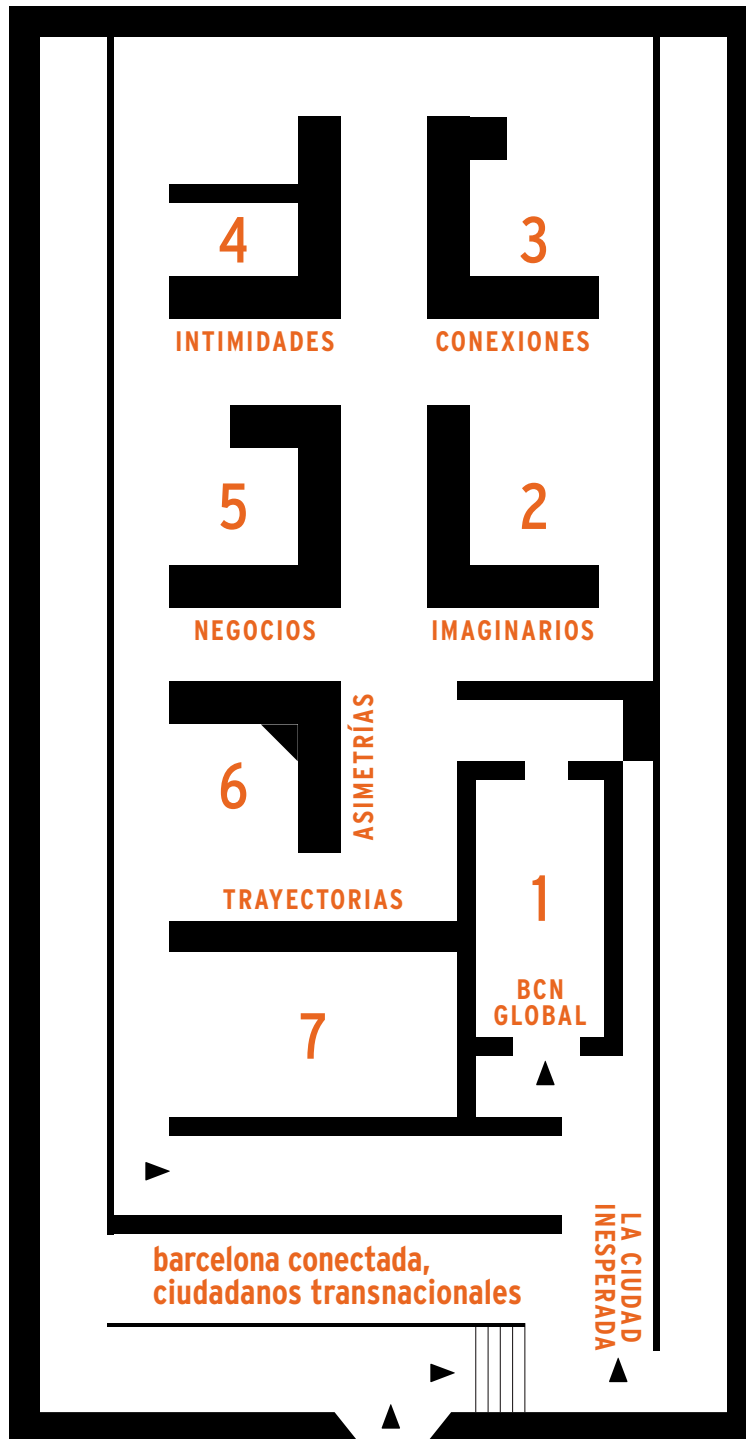 4
3
INTIMIDADES
CONEXIONES
5
2
NEGOCIOS
IMAGINARIOS
6
ASIMETRÍAS
1
TRAYECTORIAS
BCN
GLOBAL
7
LA CIUDAD
INESPERADA
barcelona conectada,
ciudadanos transnacionales